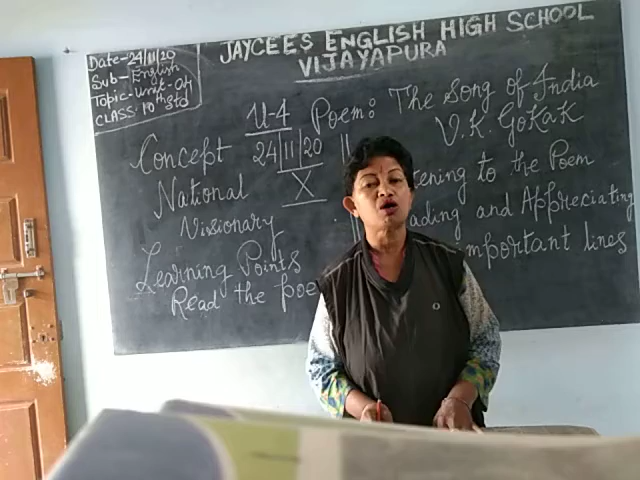 JAYCEES ENGLISH HIGH SCHOOL
VIJAYAPURA
Date-24/11/20
Sub-English
Topic-Unit-04
CLASS: 10th Std
U-4 Poem: The Song of India
V.K. GoKaK
Concept
National
Visionary
24/11/20
X
Learning Points
Read the Poe
ening to the Poem
ading and Appreciating
mportant lines